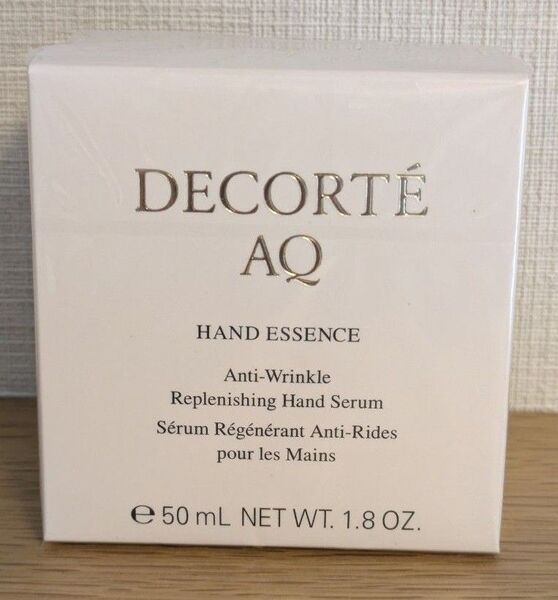 DECORTÉ
AQ
HAND ESSENCE
Anti-Wrinkle
Replenishing Hand Serum
Sérum Régénérant Anti-Rides
pour les Mains
℮ 50 mL NET WT. 1.8 OZ.